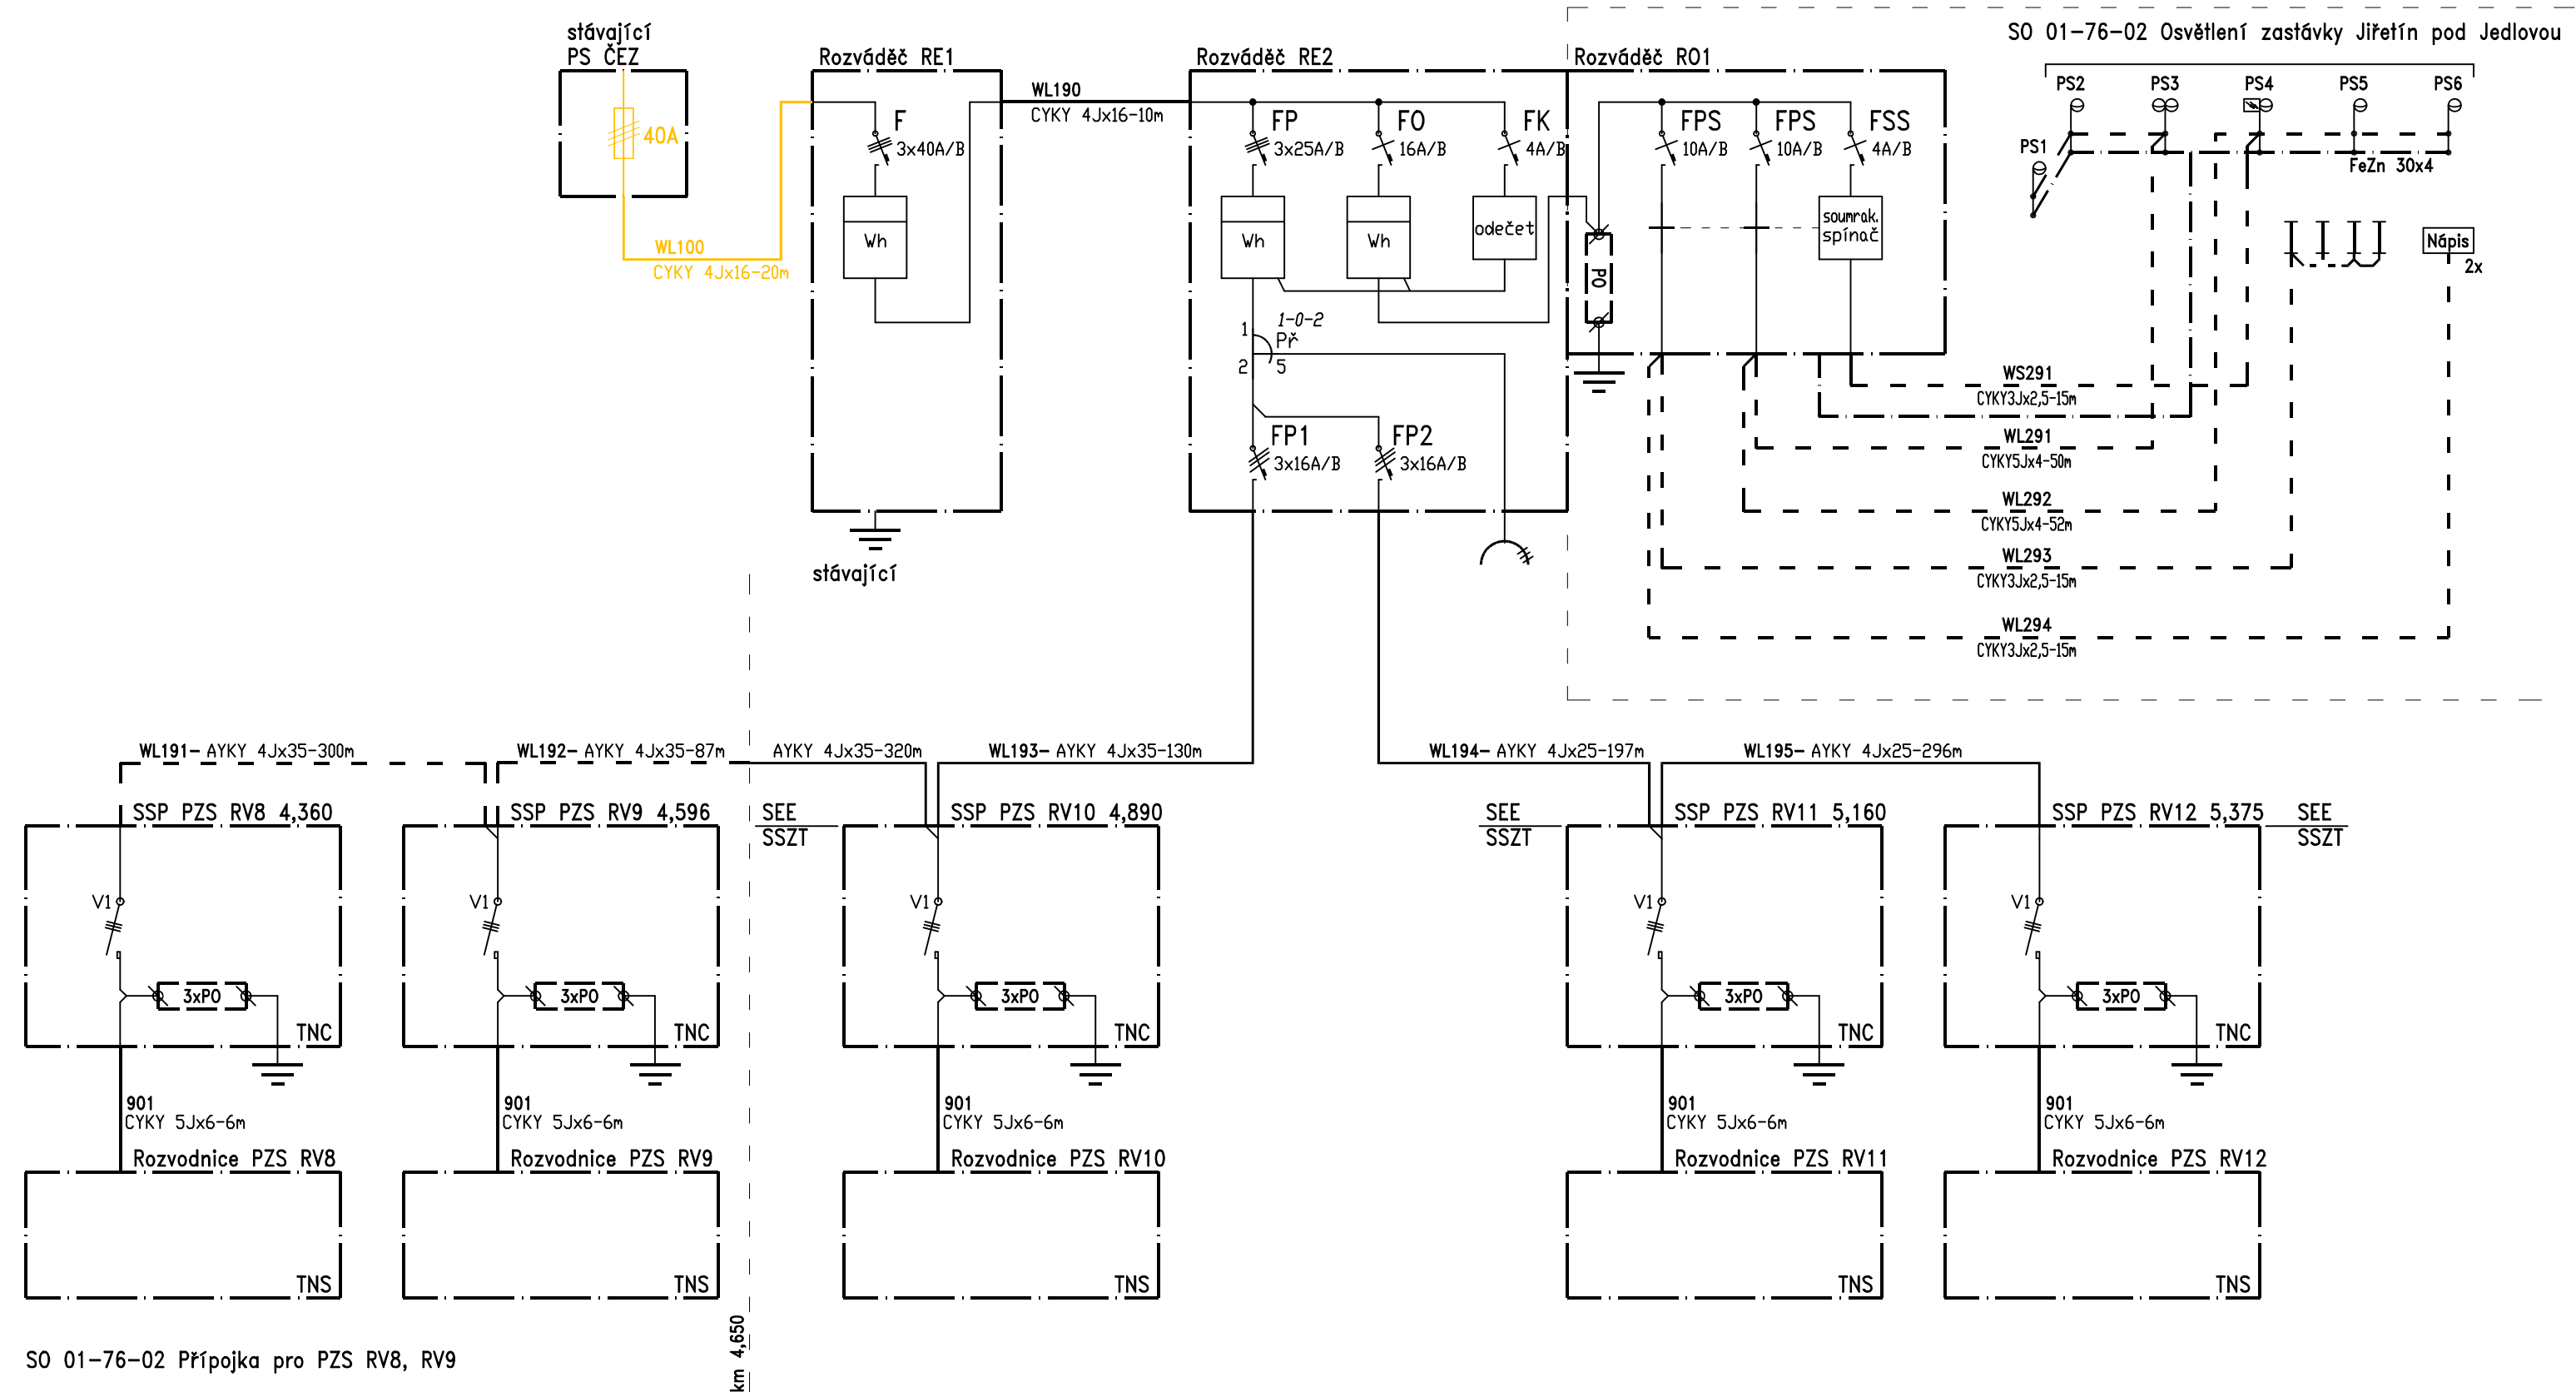 stávající
PS ČEZ
40A
WL100
CYKY 4Jx16-20m
Rozváděč RE1
F
3x40A/B
Wh
stávající
WL190
CYKY 4Jx16-10m
Rozváděč RE2
FP
3x25A/B
FO
16A/B
FK
4A/B
Wh
Wh
odečet
1-0-2
Př
1
2
5
FP1
3x16A/B
FP2
3x16A/B
Rozváděč RO1
FPS
10A/B
FPS
10A/B
FSS
4A/B
soumrak.
spínač
PO
SO 01-76-02 Osvětlení zastávky Jiřetín pod Jedlovou
PS2
PS3
PS4
PS5
PS6
PS1
FeZn 30x4
Nápis
2x
WS291
CYKY3Jx2,5-15m
WL291
CYKY5Jx4-50m
WL292
CYKY5Jx4-52m
WL293
CYKY3Jx2,5-15m
WL294
CYKY3Jx2,5-15m
WL191- AYKY 4Jx35-300m
WL192- AYKY 4Jx35-87m
AYKY 4Jx35-320m
WL193- AYKY 4Jx35-130m
WL194- AYKY 4Jx25-197m
WL195- AYKY 4Jx25-296m
SSP PZS RV8 4,360
V1
3xPO
TNC
901
CYKY 5Jx6-6m
Rozvodnice PZS RV8
TNS
SSP PZS RV9 4,596
V1
3xPO
TNC
901
CYKY 5Jx6-6m
Rozvodnice PZS RV9
TNS
SEE
SSZT
SSP PZS RV10 4,890
V1
3xPO
TNC
901
CYKY 5Jx6-6m
Rozvodnice PZS RV10
TNS
SEE
SSZT
SSP PZS RV11 5,160
V1
3xPO
TNC
901
CYKY 5Jx6-6m
Rozvodnice PZS RV11
TNS
SSP PZS RV12 5,375
V1
3xPO
TNC
901
CYKY 5Jx6-6m
Rozvodnice PZS RV12
TNS
SEE
SSZT
km 4,650
SO 01-76-02 Přípojka pro PZS RV8, RV9